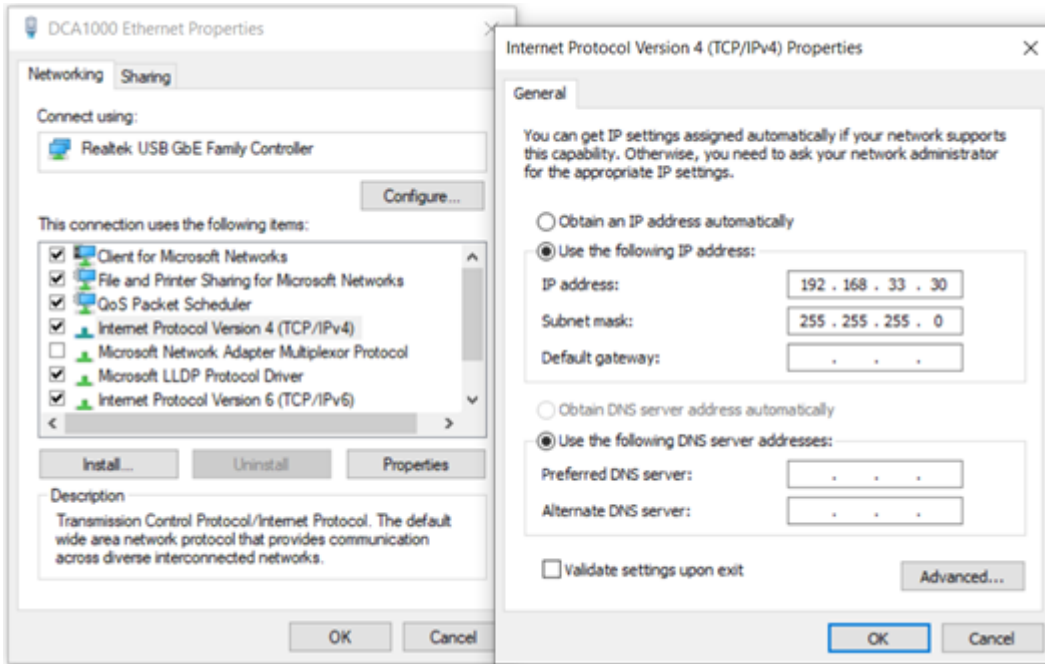 DCA1000 Ethernet Properties
Networking
Sharing
Connect using:
Realtek USB GbE Family Controller
Configure...
This connection uses the following items:
Client for Microsoft Networks
File and Printer Sharing for Microsoft Networks
QoS Packet Scheduler
Internet Protocol Version 4 (TCP/IPv4)
Microsoft Network Adapter Multiplexor Protocol
Microsoft LLDP Protocol Driver
Internet Protocol Version 6 (TCP/IPv6)
Install...
Uninstall
Properties
Description
Transmission Control Protocol/Internet Protocol. The default
wide area network protocol that provides communication
across diverse interconnected networks.
OK
Cancel
Internet Protocol Version 4 (TCP/IPv4) Properties
General
You can get IP settings assigned automatically if your network supports
this capability. Otherwise, you need to ask your network administrator
for the appropriate IP settings.
Obtain an IP address automatically
Use the following IP address:
IP address: 192 . 168 . 33 . 30
Subnet mask: 255 . 255 . 255 . 0
Default gateway: . . .
Obtain DNS server address automatically
Use the following DNS server addresses:
Preferred DNS server: . . .
Alternate DNS server: . . .
Validate settings upon exit
Advanced...
OK
Cancel